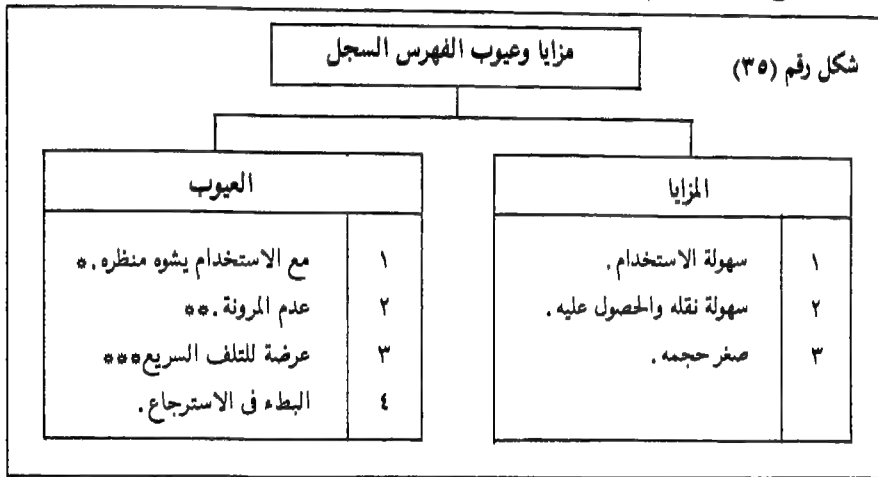 شكل رقم (٣٥)
مزايا وعيوب الفهرس السجل
المزايا
١ سهولة الاستخدام.
٢ سهولة نقله والحصول عليه.
٣ صغر حجمه.
العيوب
١ مع الاستخدام يشوه منظره.*
٢ عدم المرونة.**
٣ عرضة للتلف السريع***
٤ البطء فى الاسترجاع.